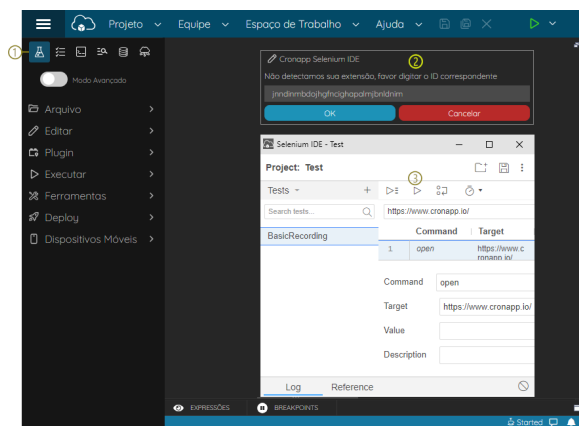 Projeto Equipe Espaço de Trabalho Ajuda
1
Modo Avançado
Arquivo
Editar
Plugin
Executar
Ferramentas
Deploy
Dispositivos Móveis
Cronapp Selenium IDE
2
Não detectamos sua extensão, favor digitar o ID correspondente
jnndinmbdojhgfncighopolmjbnldnim
OK Cancelar
Selenium IDE - Test
Project: Test
3
Tests +
Search tests... https://www.cronapp.io/
BasicRecording
Command Target
1 open https://www.c
ronapp.io/
Command open
Target https://www.cronapp.io/
Value
Description
Log Reference
EXPRESSÕES BREAKPOINTS
Started